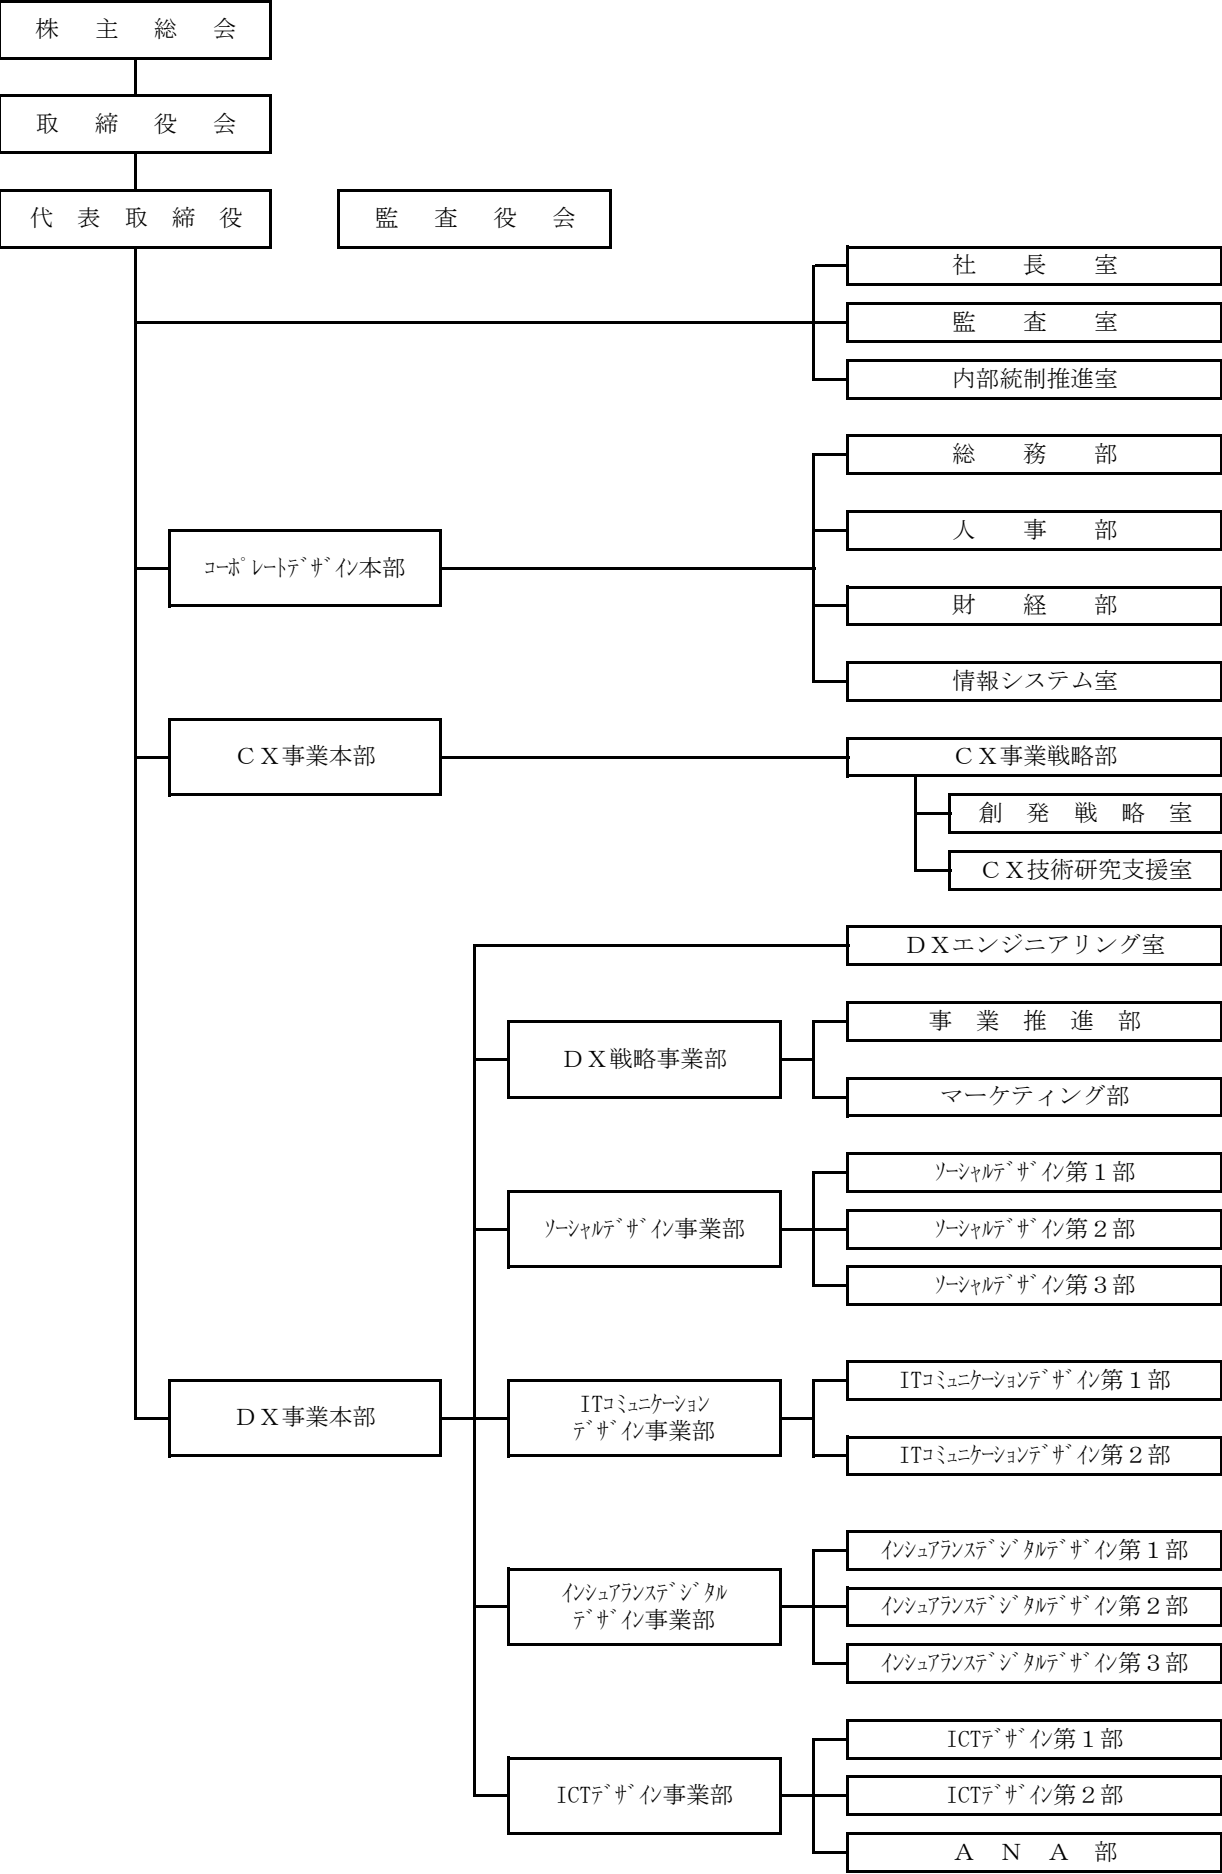 株主総会
取締役会
代表取締役
監査役会
社長室
監査室
内部統制推進室
総務部
人事部
ｺｰﾎﾟﾚｰﾄﾃﾞｻﾞｲﾝ本部
財経部
情報システム室
ＣＸ事業本部
ＣＸ事業戦略部
創発戦略室
ＣＸ技術研究支援室
ＤＸエンジニアリング室
事業推進部
ＤＸ戦略事業部
マーケティング部
ｿｰｼｬﾙﾃﾞｻﾞｲﾝ第１部
ｿｰｼｬﾙﾃﾞｻﾞｲﾝ事業部
ｿｰｼｬﾙﾃﾞｻﾞｲﾝ第２部
ｿｰｼｬﾙﾃﾞｻﾞｲﾝ第３部
ITｺﾐｭﾆｹｰｼｮﾝﾃﾞｻﾞｲﾝ第１部
ＤＸ事業本部
ITｺﾐｭﾆｹｰｼｮﾝ
ﾃﾞｻﾞｲﾝ事業部
ITｺﾐｭﾆｹｰｼｮﾝﾃﾞｻﾞｲﾝ第２部
ｲﾝｼｭｱﾗﾝｽﾃﾞｼﾞﾀﾙﾃﾞｻﾞｲﾝ第１部
ｲﾝｼｭｱﾗﾝｽﾃﾞｼﾞﾀﾙ
ﾃﾞｻﾞｲﾝ事業部
ｲﾝｼｭｱﾗﾝｽﾃﾞｼﾞﾀﾙﾃﾞｻﾞｲﾝ第２部
ｲﾝｼｭｱﾗﾝｽﾃﾞｼﾞﾀﾙﾃﾞｻﾞｲﾝ第３部
ICTﾃﾞｻﾞｲﾝ第１部
ICTﾃﾞｻﾞｲﾝ事業部
ICTﾃﾞｻﾞｲﾝ第２部
ＡＮＡ部